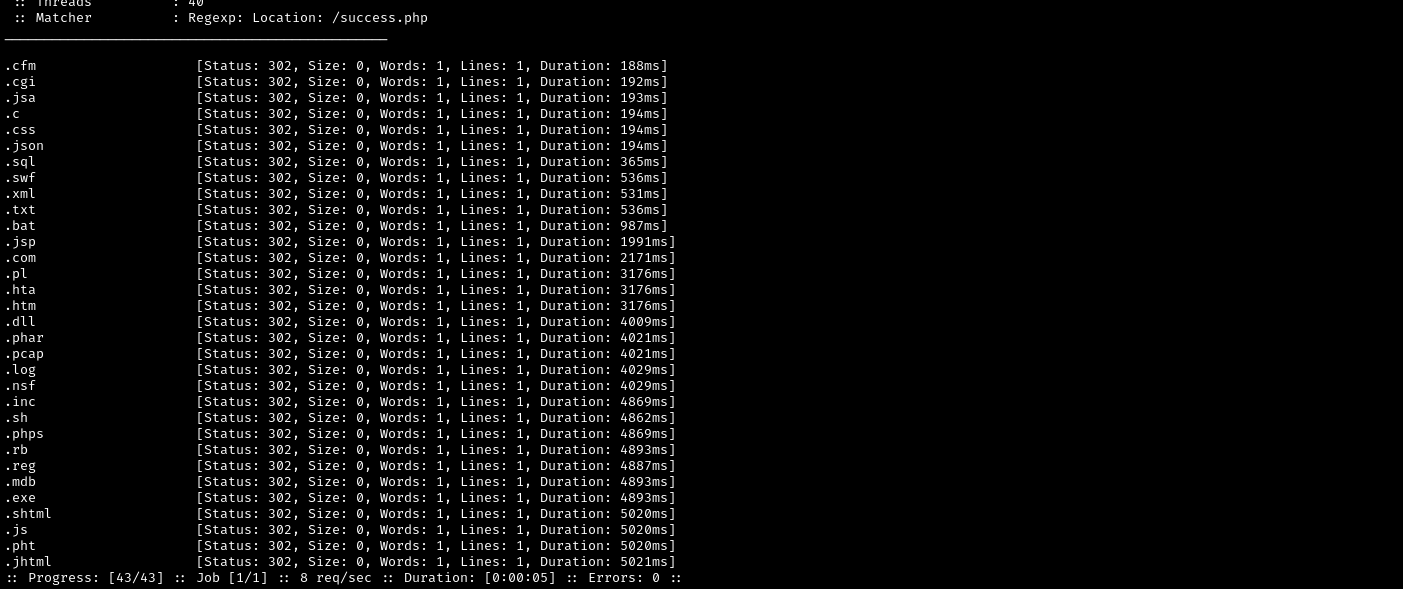 :: Threads : 40
:: Matcher : Regexp: Location: /success.php
________________________________________________
.cfm [Status: 302, Size: 0, Words: 1, Lines: 1, Duration: 188ms]
.cgi [Status: 302, Size: 0, Words: 1, Lines: 1, Duration: 192ms]
.jsa [Status: 302, Size: 0, Words: 1, Lines: 1, Duration: 193ms]
.c [Status: 302, Size: 0, Words: 1, Lines: 1, Duration: 194ms]
.css [Status: 302, Size: 0, Words: 1, Lines: 1, Duration: 194ms]
.json [Status: 302, Size: 0, Words: 1, Lines: 1, Duration: 194ms]
.sql [Status: 302, Size: 0, Words: 1, Lines: 1, Duration: 365ms]
.swf [Status: 302, Size: 0, Words: 1, Lines: 1, Duration: 536ms]
.xml [Status: 302, Size: 0, Words: 1, Lines: 1, Duration: 531ms]
.txt [Status: 302, Size: 0, Words: 1, Lines: 1, Duration: 536ms]
.bat [Status: 302, Size: 0, Words: 1, Lines: 1, Duration: 987ms]
.jsp [Status: 302, Size: 0, Words: 1, Lines: 1, Duration: 1991ms]
.com [Status: 302, Size: 0, Words: 1, Lines: 1, Duration: 2171ms]
.pl [Status: 302, Size: 0, Words: 1, Lines: 1, Duration: 3176ms]
.hta [Status: 302, Size: 0, Words: 1, Lines: 1, Duration: 3176ms]
.htm [Status: 302, Size: 0, Words: 1, Lines: 1, Duration: 3176ms]
.dll [Status: 302, Size: 0, Words: 1, Lines: 1, Duration: 4009ms]
.phar [Status: 302, Size: 0, Words: 1, Lines: 1, Duration: 4021ms]
.pcap [Status: 302, Size: 0, Words: 1, Lines: 1, Duration: 4021ms]
.log [Status: 302, Size: 0, Words: 1, Lines: 1, Duration: 4029ms]
.nsf [Status: 302, Size: 0, Words: 1, Lines: 1, Duration: 4029ms]
.inc [Status: 302, Size: 0, Words: 1, Lines: 1, Duration: 4869ms]
.sh [Status: 302, Size: 0, Words: 1, Lines: 1, Duration: 4862ms]
.phps [Status: 302, Size: 0, Words: 1, Lines: 1, Duration: 4869ms]
.rb [Status: 302, Size: 0, Words: 1, Lines: 1, Duration: 4893ms]
.reg [Status: 302, Size: 0, Words: 1, Lines: 1, Duration: 4887ms]
.mdb [Status: 302, Size: 0, Words: 1, Lines: 1, Duration: 4893ms]
.exe [Status: 302, Size: 0, Words: 1, Lines: 1, Duration: 4893ms]
.shtml [Status: 302, Size: 0, Words: 1, Lines: 1, Duration: 5020ms]
.js [Status: 302, Size: 0, Words: 1, Lines: 1, Duration: 5020ms]
.pht [Status: 302, Size: 0, Words: 1, Lines: 1, Duration: 5020ms]
.jhtml [Status: 302, Size: 0, Words: 1, Lines: 1, Duration: 5021ms]
:: Progress: [43/43] :: Job [1/1] :: 8 req/sec :: Duration: [0:00:05] :: Errors: 0 ::